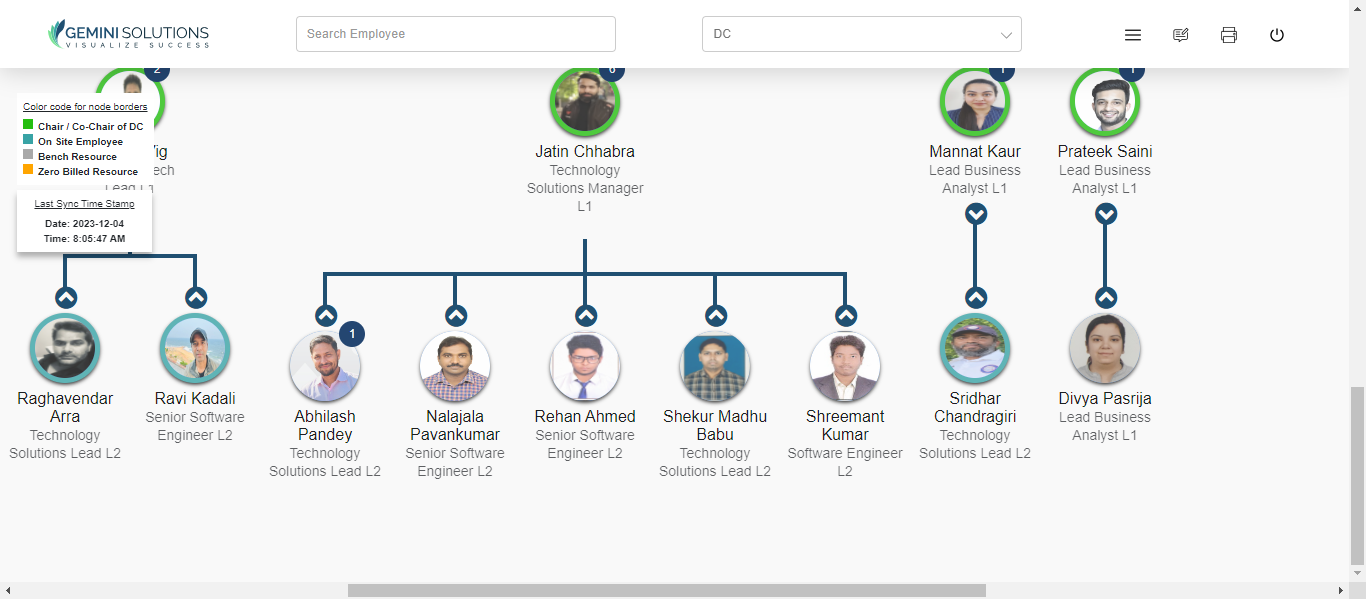 GEMINI SOLUTIONS
VISUALIZE SUCCESS
Search Employee
DC
2
6
1
1
Color code for node borders
Chair / Co-Chair of DC
On Site Employee
Bench Resource
Zero Billed Resource
ig
ech
Lead L1
Last Sync Time Stamp
Date: 2023-12-04
Time: 8:05:47 AM
Jatin Chhabra
Technology
Solutions Manager
L1
Mannat Kaur
Lead Business
Analyst L1
Prateek Saini
Lead Business
Analyst L1
Raghavendar
Arra
Technology
Solutions Lead L2
Ravi Kadali
Senior Software
Engineer L2
1
Abhilash
Pandey
Technology
Solutions Lead L2
Nalajala
Pavankumar
Senior Software
Engineer L2
Rehan Ahmed
Senior Software
Engineer L2
Shekur Madhu
Babu
Technology
Solutions Lead L2
Shreemant
Kumar
Software Engineer
L2
Sridhar
Chandragiri
Technology
Solutions Lead L2
Divya Pasrija
Lead Business
Analyst L1